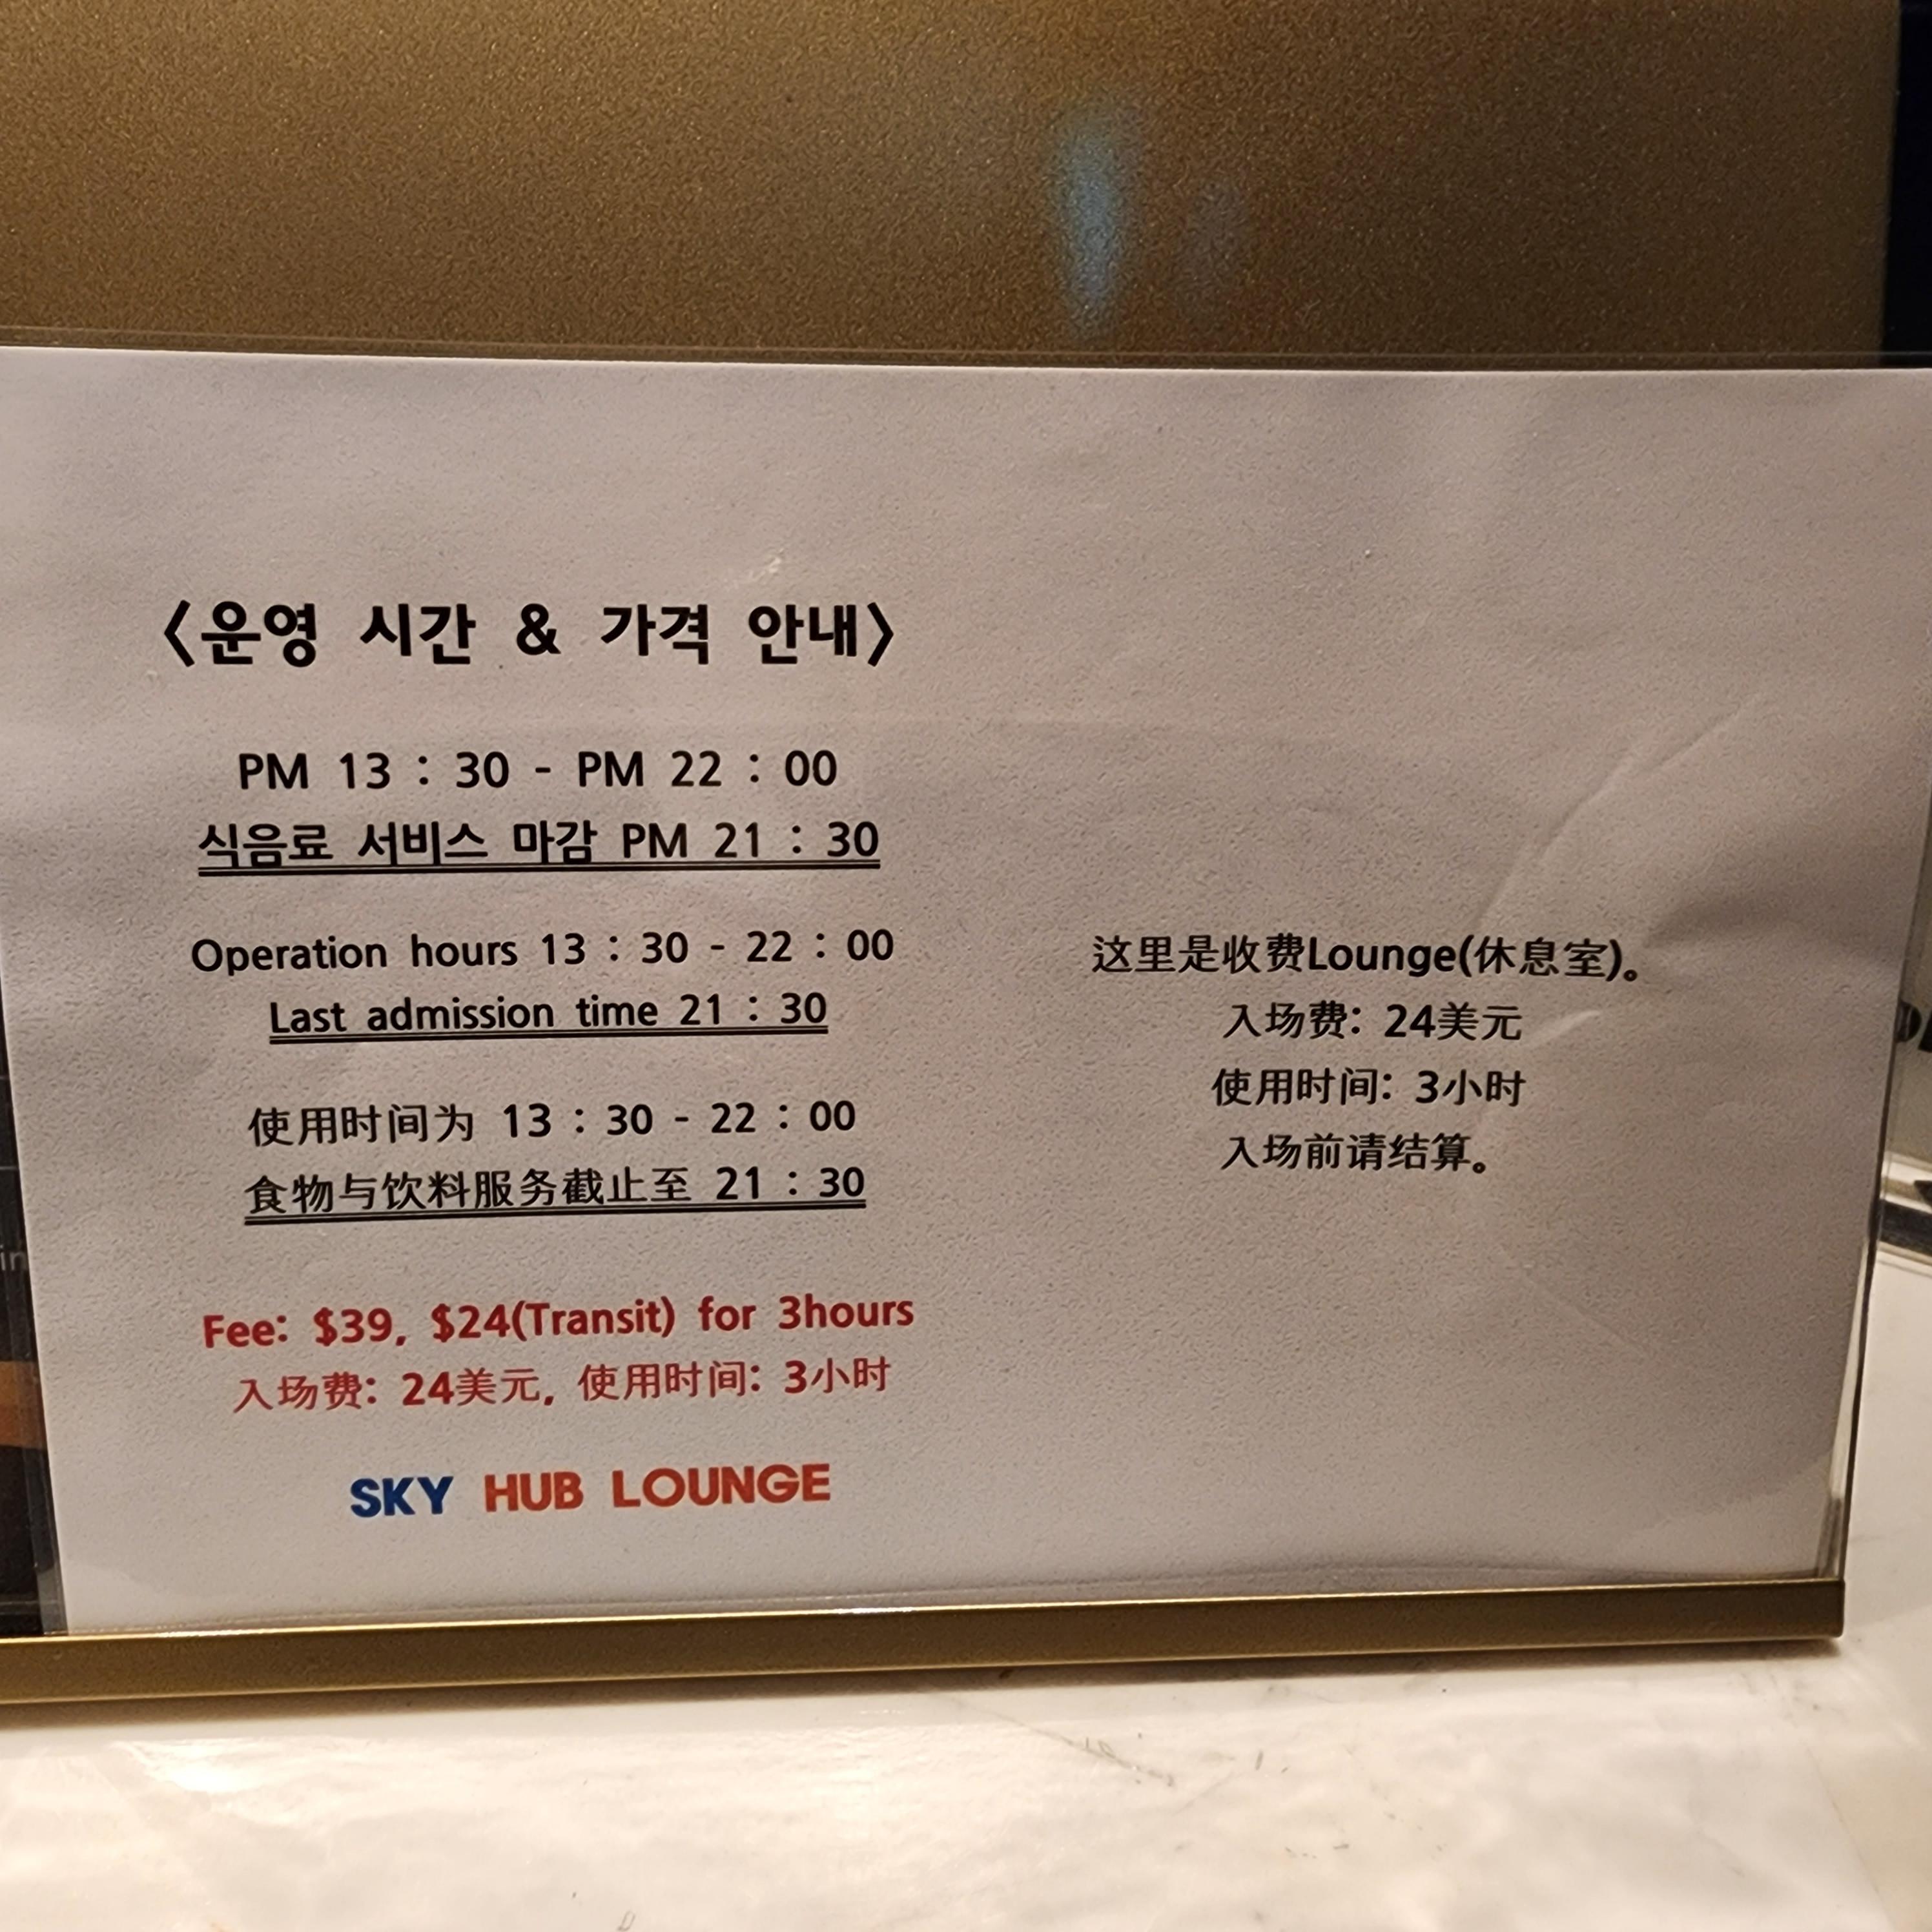 <운영 시간 & 가격 안내>
PM 13 : 30 - PM 22 : 00
식음료 서비스 마감 PM 21 : 30
Operation hours 13 : 30 - 22 : 00
Last admission time 21 : 30
使用时间为 13 : 30 - 22 : 00
食物与饮料服务截止至 21 : 30
Fee: $39, $24(Transit) for 3hours
入场费: 24美元, 使用时间: 3小时
SKY HUB LOUNGE
这里是收费Lounge(休息室)。
入场费: 24美元
使用时间: 3小时
入场前请结算。